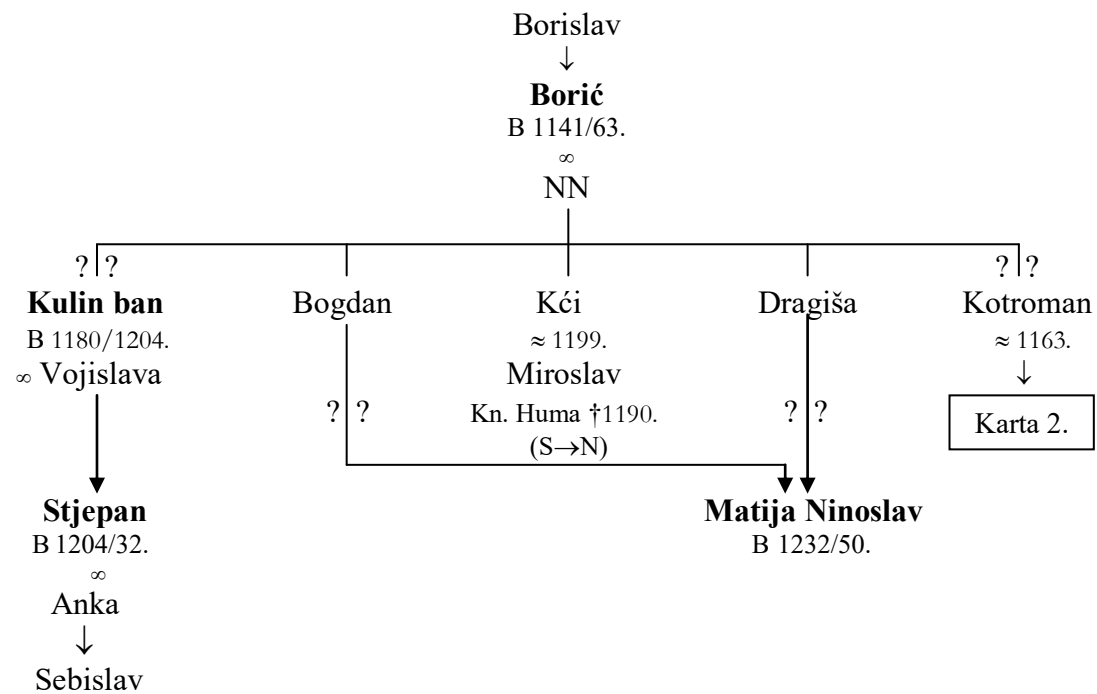 Borislav
↓
Borić
B 1141/63.
∞
NN
? ? ? ?
Kulin ban Bogdan Kći Dragiša Kotroman
B 1180/1204. ≈ 1199. ≈ 1163.
∞ Vojislava Miroslav ↓
? ? Kn. Huma †1190. ? ? Karta 2.
(S→N)
Stjepan Matija Ninoslav
B 1204/32. B 1232/50.
∞
Anka
↓
Sebislav